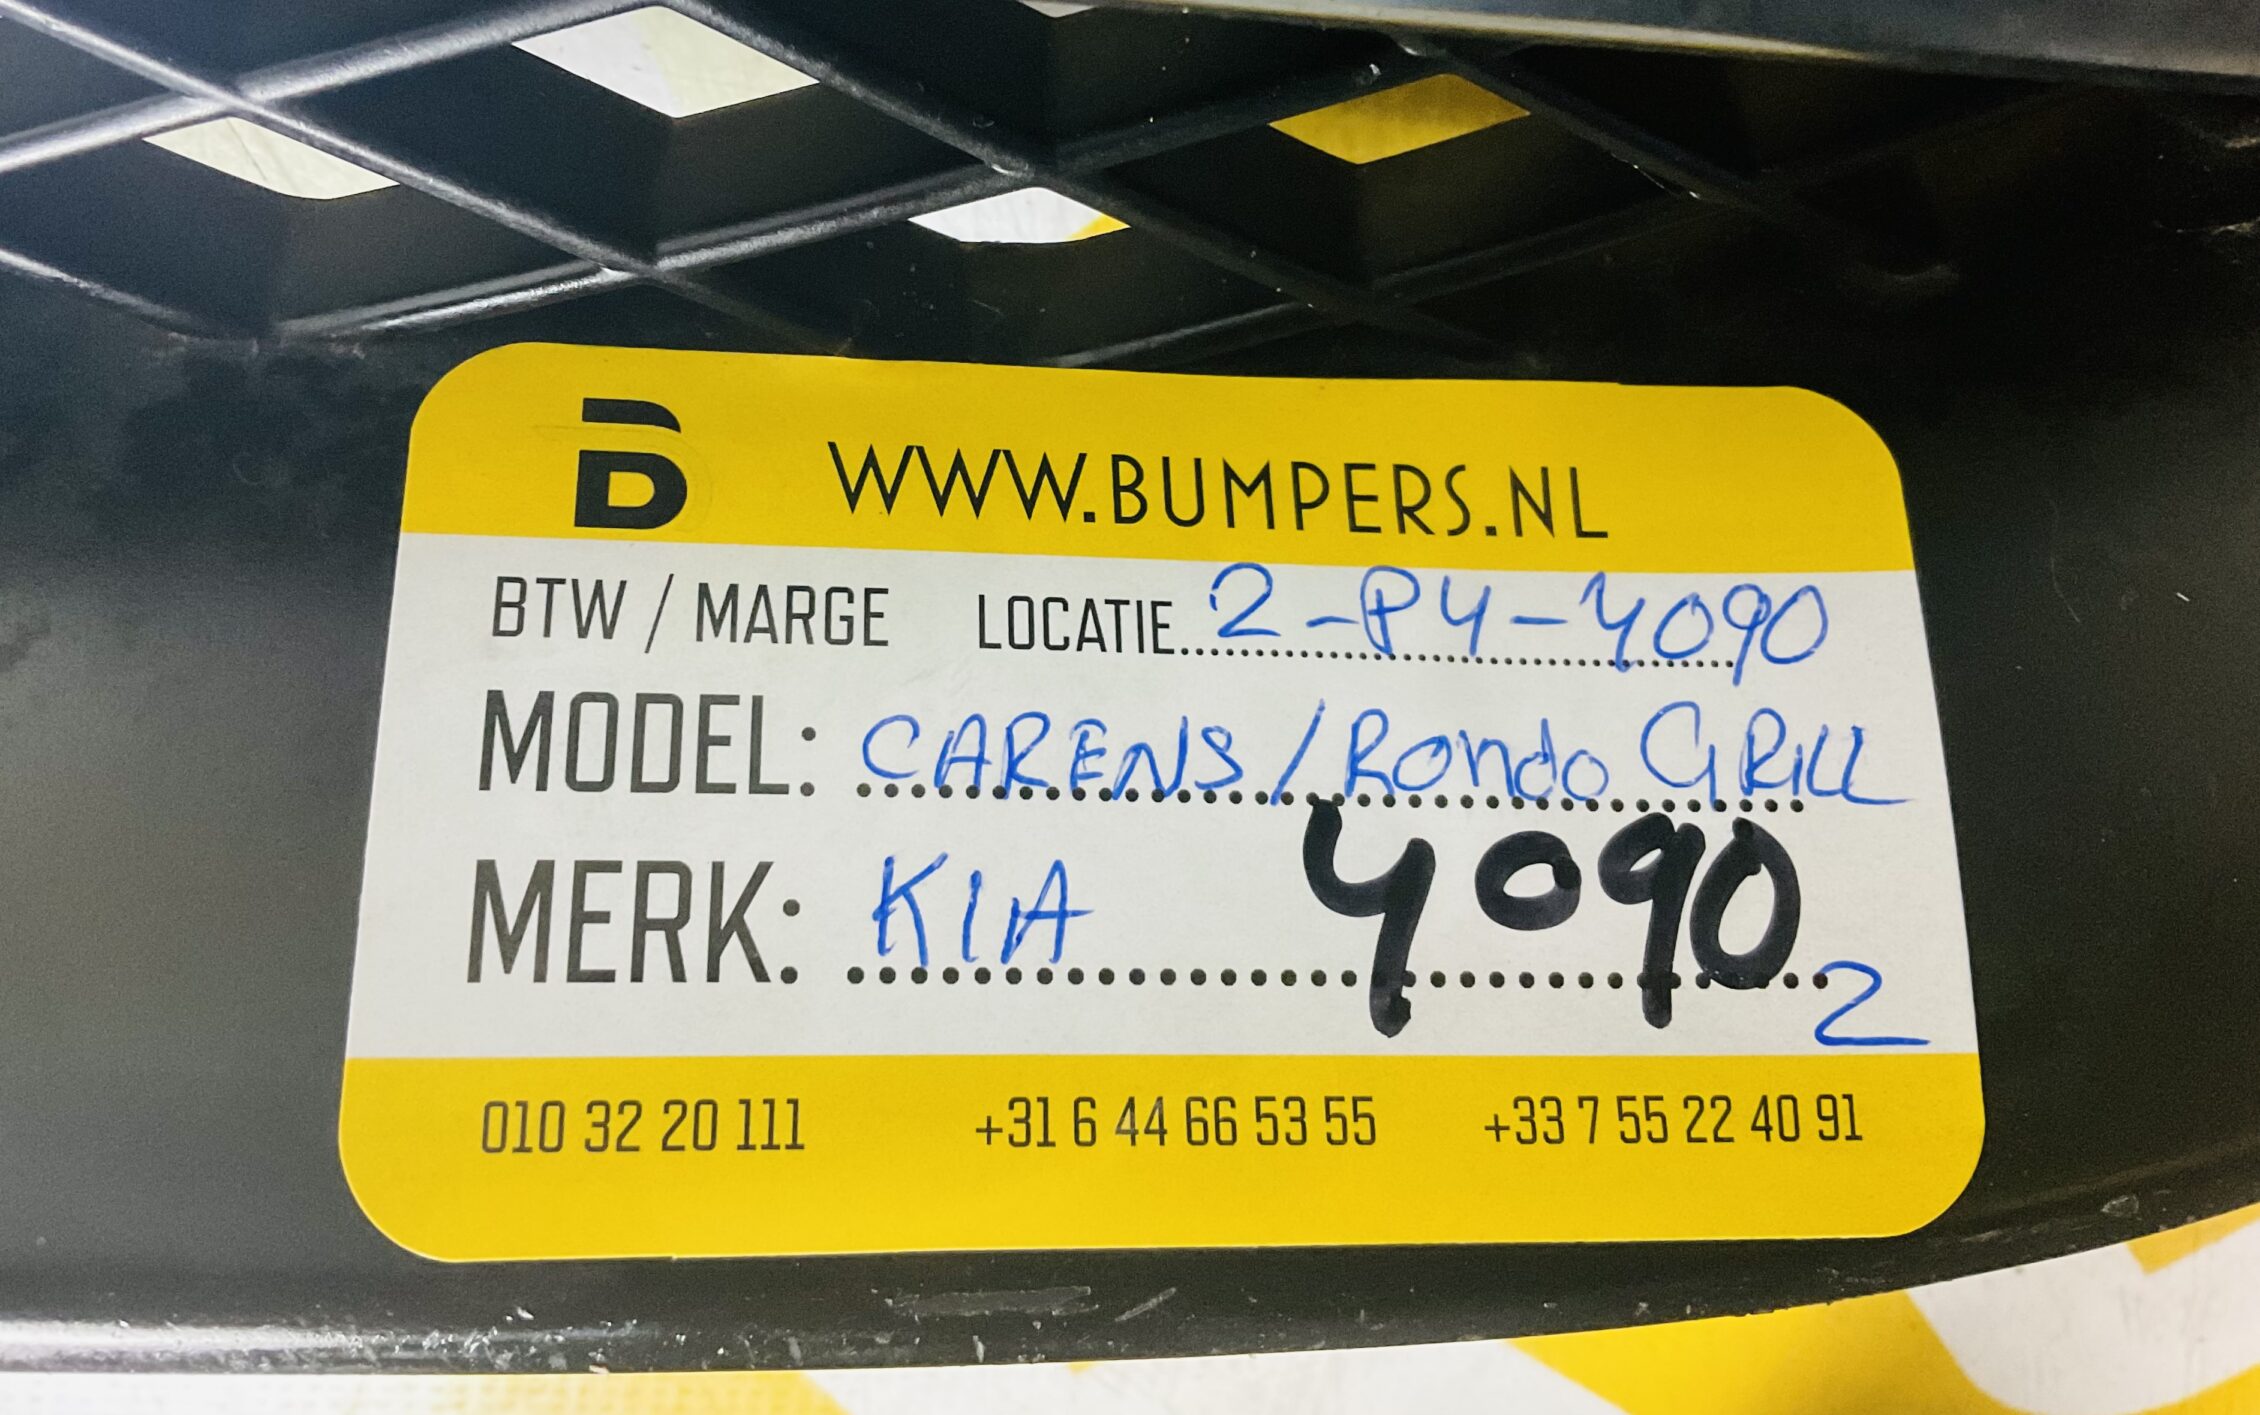 B WWW.BUMPERS.NL
BTW / MARGE LOCATIE 2-P4-4090
MODEL: CARENS/Rondo GRILL
MERK: KIA 4090 2
010 32 20 111 +31 6 44 66 53 55 +33 7 55 22 40 91